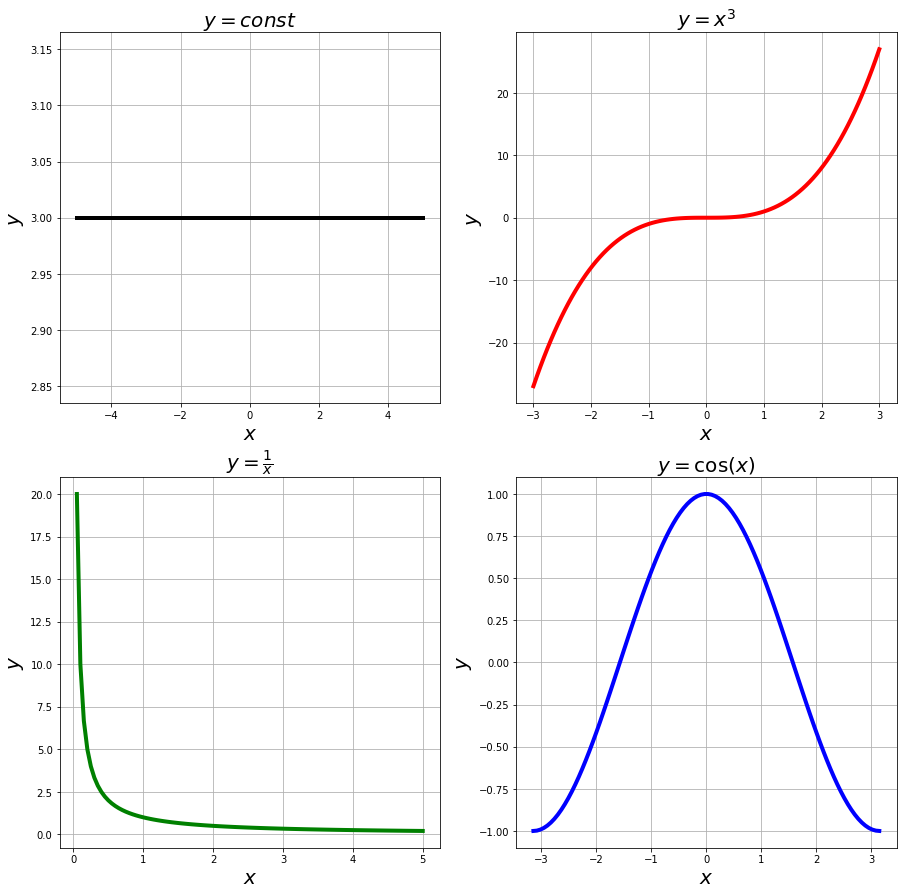 y = const
3.15
3.10
3.05
3.00
2.95
2.90
2.85
y
−4 −2 0 2 4
x
y = x³
20
10
0
−10
−20
y
−3 −2 −1 0 1 2 3
x
y = 1/x
20.0
17.5
15.0
12.5
10.0
7.5
5.0
2.5
0.0
y
0 1 2 3 4 5
x
y = cos(x)
1.00
0.75
0.50
0.25
0.00
−0.25
−0.50
−0.75
−1.00
y
−3 −2 −1 0 1 2 3
x